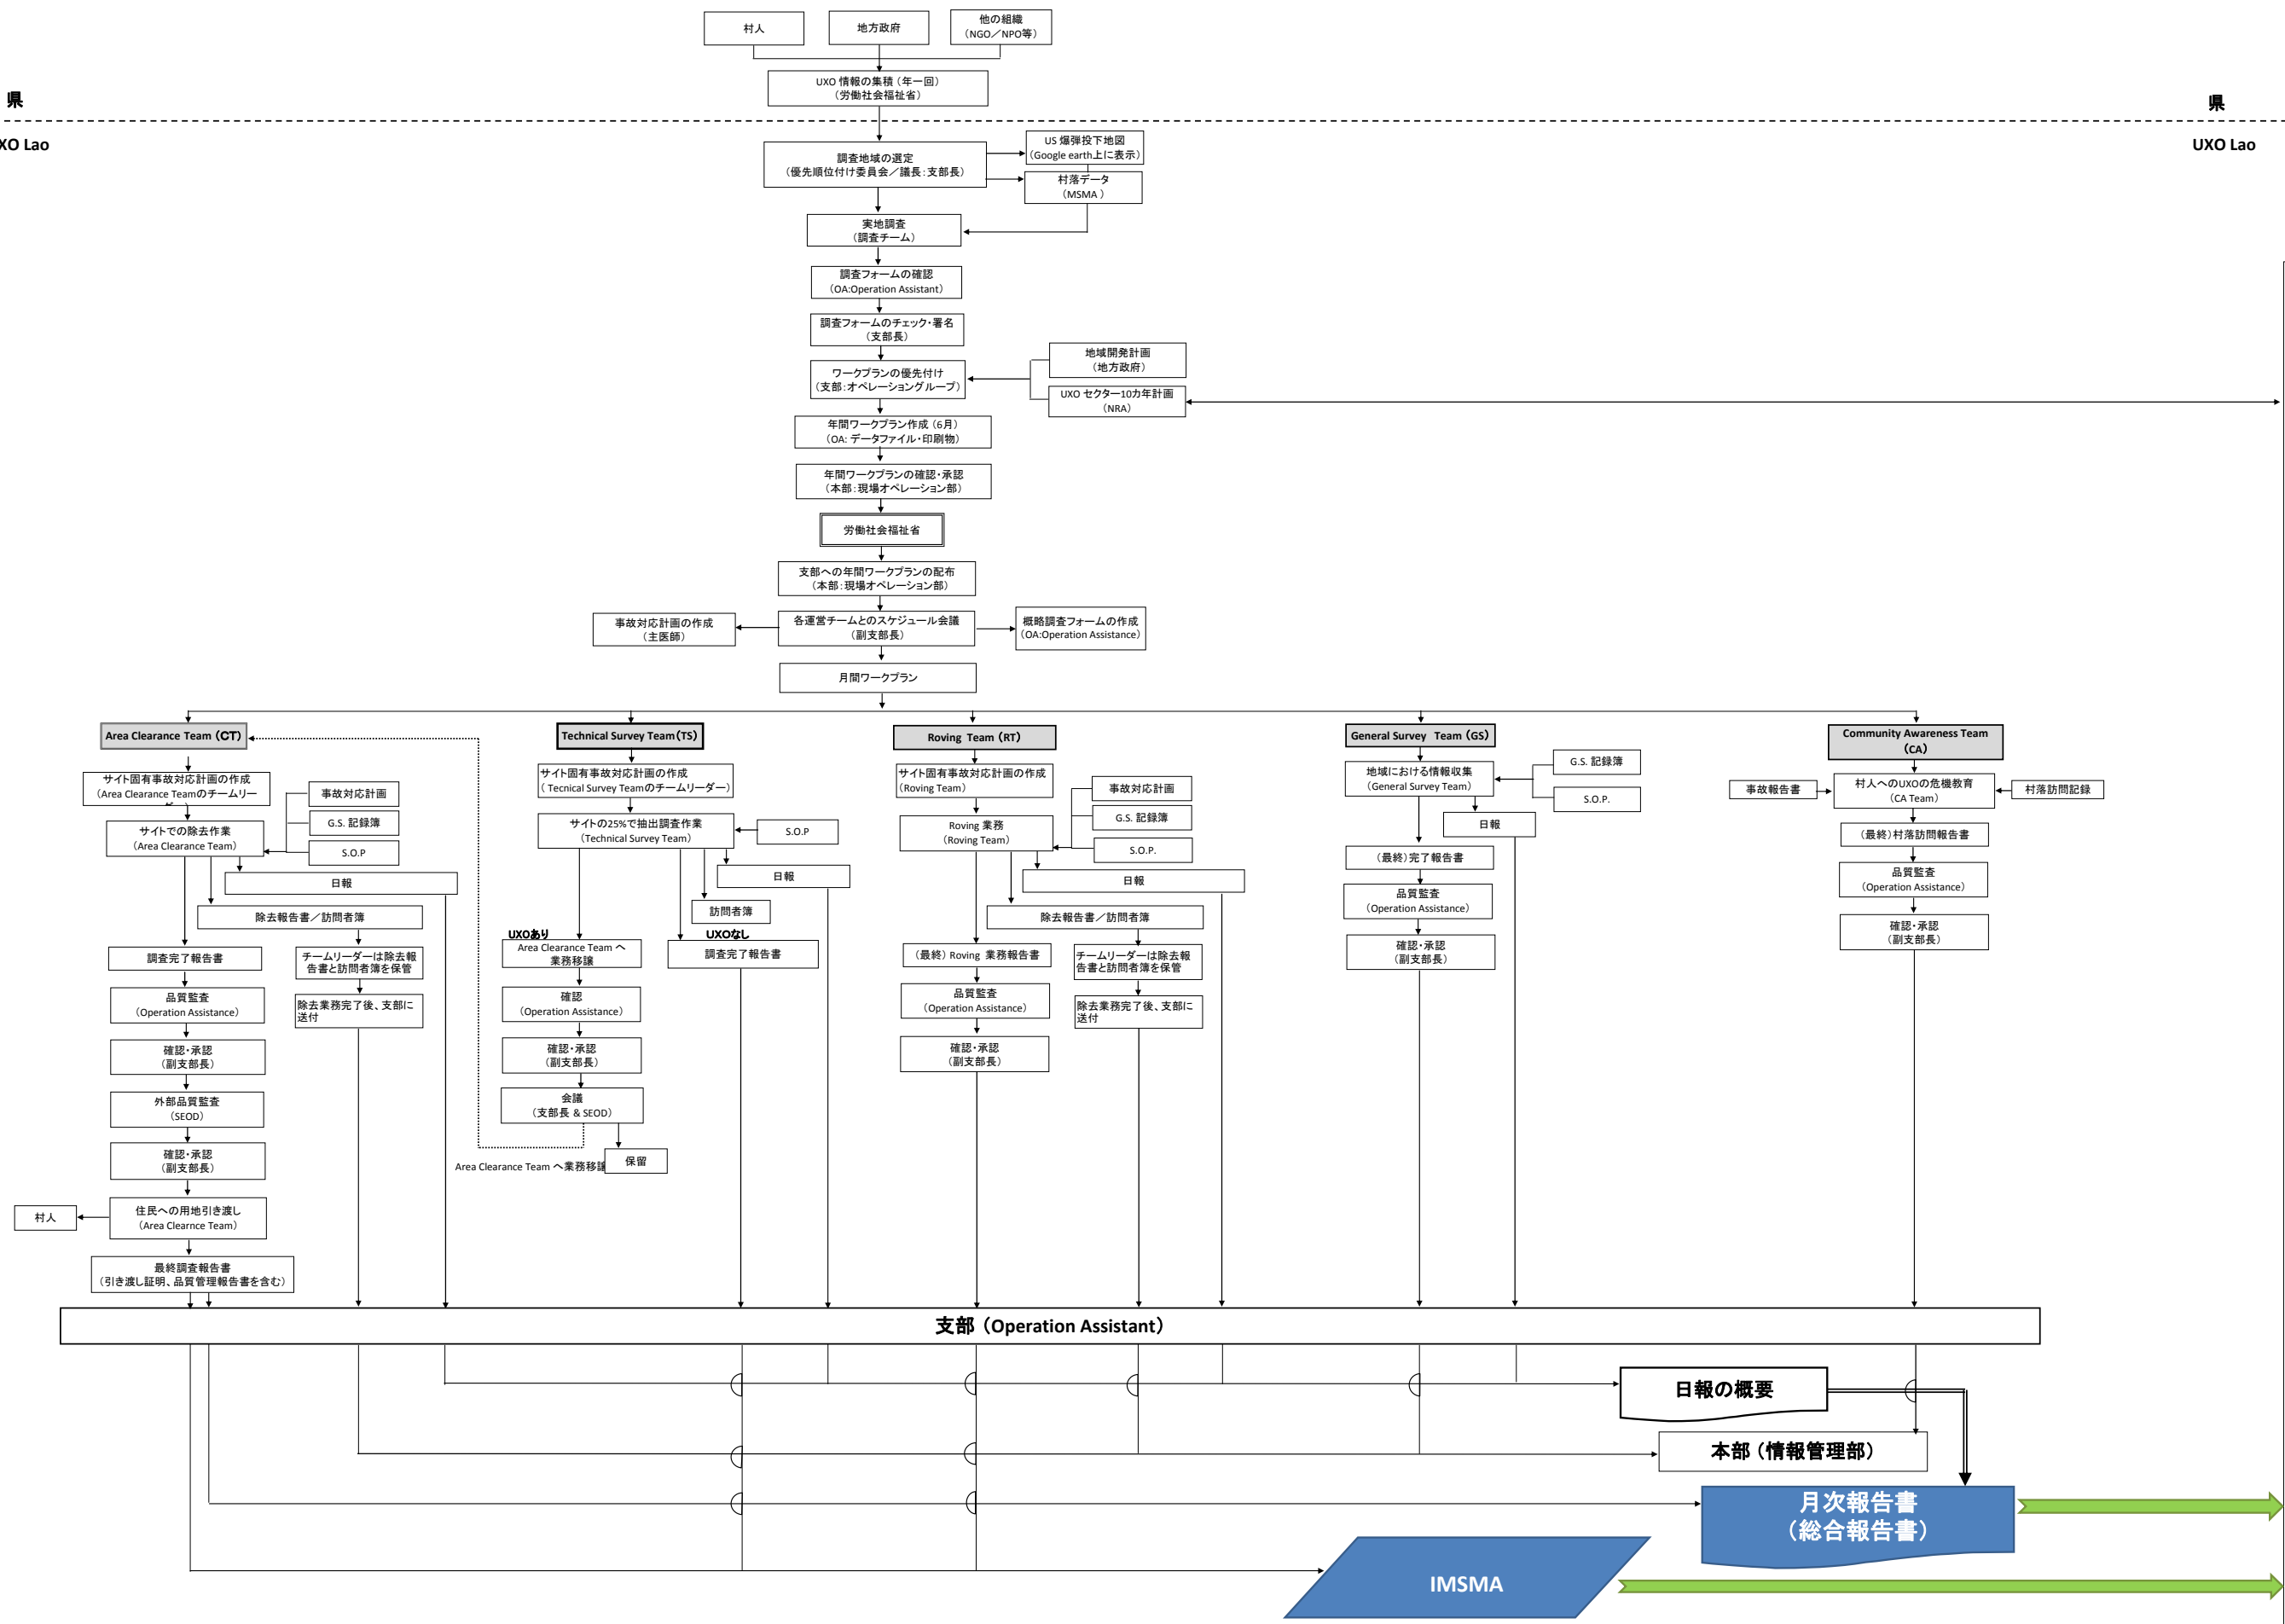 村人
地方政府
他の組織
（NGO／NPO等）
UXO 情報の集積（年一回）
（労働社会福祉省）
県
県
XO Lao
UXO Lao
調査地域の選定
（優先順位付け委員会／議長：支部長）
US 爆弾投下地図
（Google earth上に表示）
村落データ
（MSMA ）
実地調査
（調査チーム）
調査フォームの確認
（OA:Operation Assistant）
調査フォームのチェック・署名
（支部長）
ワークプランの優先付け
（支部：オペレーショングループ）
地域開発計画
（地方政府）
UXO セクター10カ年計画
（NRA）
年間ワークプラン作成（6月）
（OA: データファイル・印刷物）
年間ワークプランの確認・承認
（本部：現場オペレーション部）
労働社会福祉省
支部への年間ワークプランの配布
（本部：現場オペレーション部）
事故対応計画の作成
（主医師）
各運営チームとのスケジュール会議
（副支部長）
概略調査フォームの作成
（OA:Operation Assistance）
月間ワークプラン
Area Clearance Team（CT）
サイト固有事故対応計画の作成
（Area Clearance Teamのチームリー
事故対応計画
G.S. 記録簿
S.O.P
サイトでの除去作業
（Area Clearance Team）
日報
除去報告書／訪問者簿
調査完了報告書
チームリーダーは除去報
告書と訪問者簿を保管
品質監査
（Operation Assistance）
除去業務完了後、支部に
送付
確認・承認
（副支部長）
外部品質監査
（SEOD）
確認・承認
（副支部長）
村人
住民への用地引き渡し
（Area Clearnce Team）
最終調査報告書
（引き渡し証明、品質管理報告書を含む）
Technical Survey Team（TS）
サイト固有事故対応計画の作成
（ Tecnical Survey Teamのチームリーダー）
サイトの25%で抽出調査作業
（Technical Survey Team）
S.O.P
日報
訪問者簿
UXOあり
UXOなし
Area Clearance Team へ
業務移譲
調査完了報告書
確認
（Operation Assistance）
確認・承認
（副支部長）
会議
（支部長 & SEOD）
Area Clearance Team へ業務移譲
保留
Roving Team（RT）
サイト固有事故対応計画の作成
（Roving Team）
事故対応計画
G.S. 記録簿
S.O.P.
Roving 業務
（Roving Team）
日報
除去報告書／訪問者簿
（最終）Roving 業務報告書
チームリーダーは除去報
告書と訪問者簿を保管
品質監査
（Operation Assistance）
除去業務完了後、支部に
送付
確認・承認
（副支部長）
General Survey Team（GS）
地域における情報収集
（General Survey Team）
G.S. 記録簿
S.O.P.
日報
（最終）完了報告書
品質監査
（Operation Assistance）
確認・承認
（副支部長）
Community Awareness Team
（CA）
事故報告書
村人へのUXOの危機教育
（CA Team）
村落訪問記録
（最終）村落訪問報告書
品質監査
（Operation Assistance）
確認・承認
（副支部長）
支部（Operation Assistant）
日報の概要
本部（情報管理部）
月次報告書
（総合報告書）
IMSMA